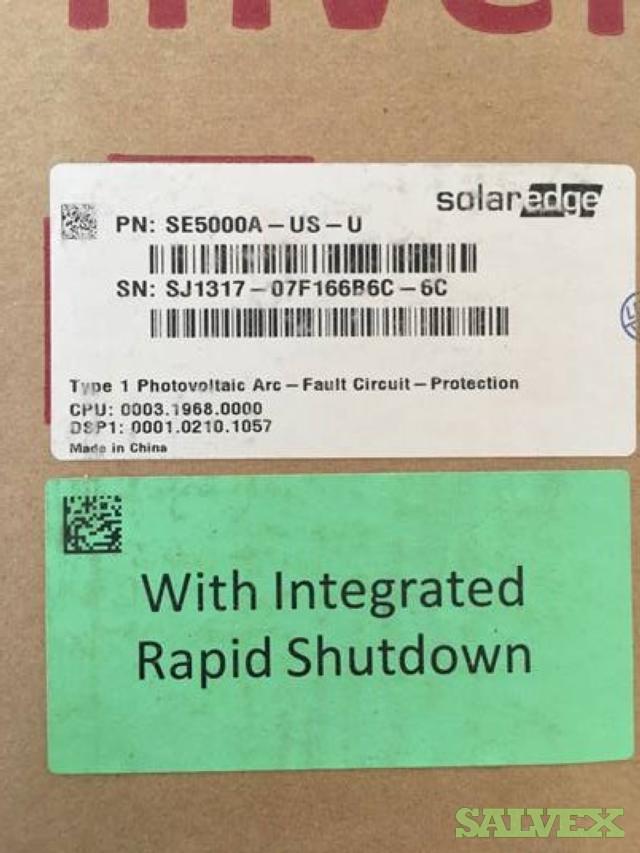 solaredge
PN: SE5000A-US-U
SN: SJ1317-07F166B6C-6C
Type 1 Photovoltaic Arc-Fault Circuit-Protection
CPU: 0003.1968.0000
DSP1: 0001.0210.1057
Made in China
With Integrated
Rapid Shutdown
SALVEX